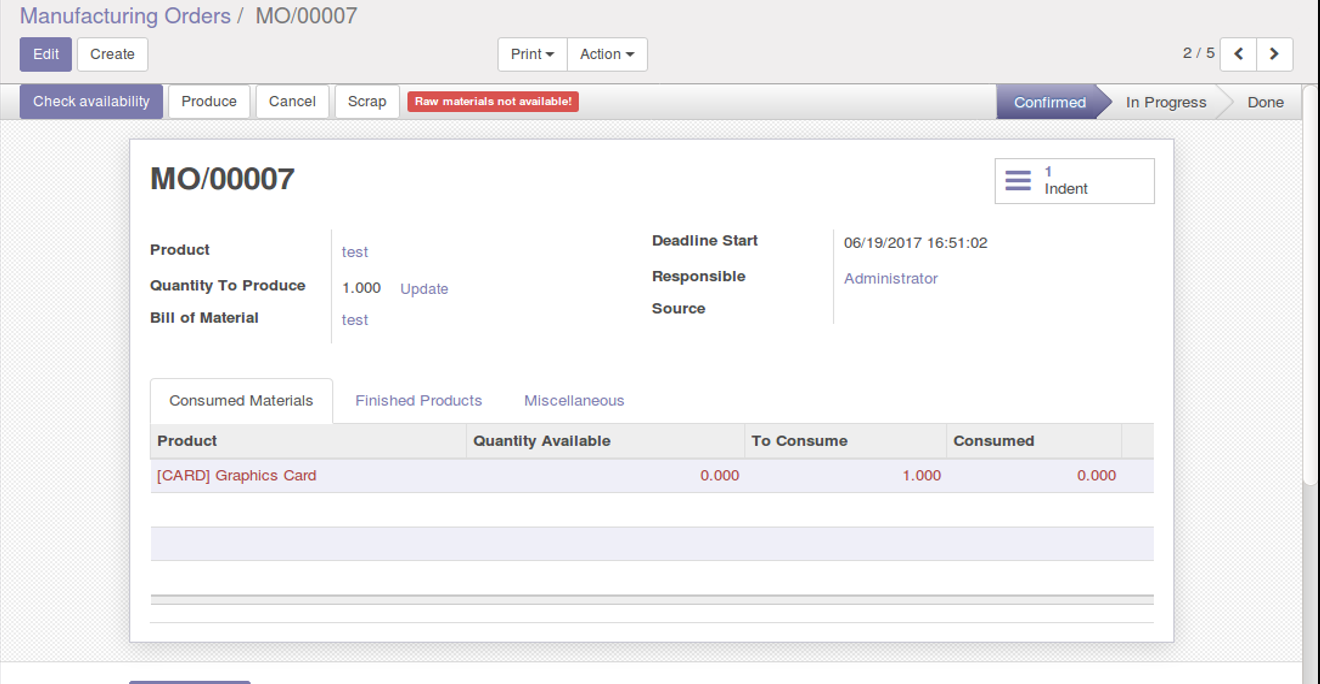 Manufacturing Orders / MO/00007
Edit Create Print Action 2 / 5
Check availability Produce Cancel Scrap Raw materials not available! Confirmed In Progress Done
MO/00007
1
Indent
Product test
Quantity To Produce 1.000 Update
Bill of Material test
Deadline Start 06/19/2017 16:51:02
Responsible Administrator
Source
Consumed Materials Finished Products Miscellaneous
Product Quantity Available To Consume Consumed
[CARD] Graphics Card 0.000 1.000 0.000